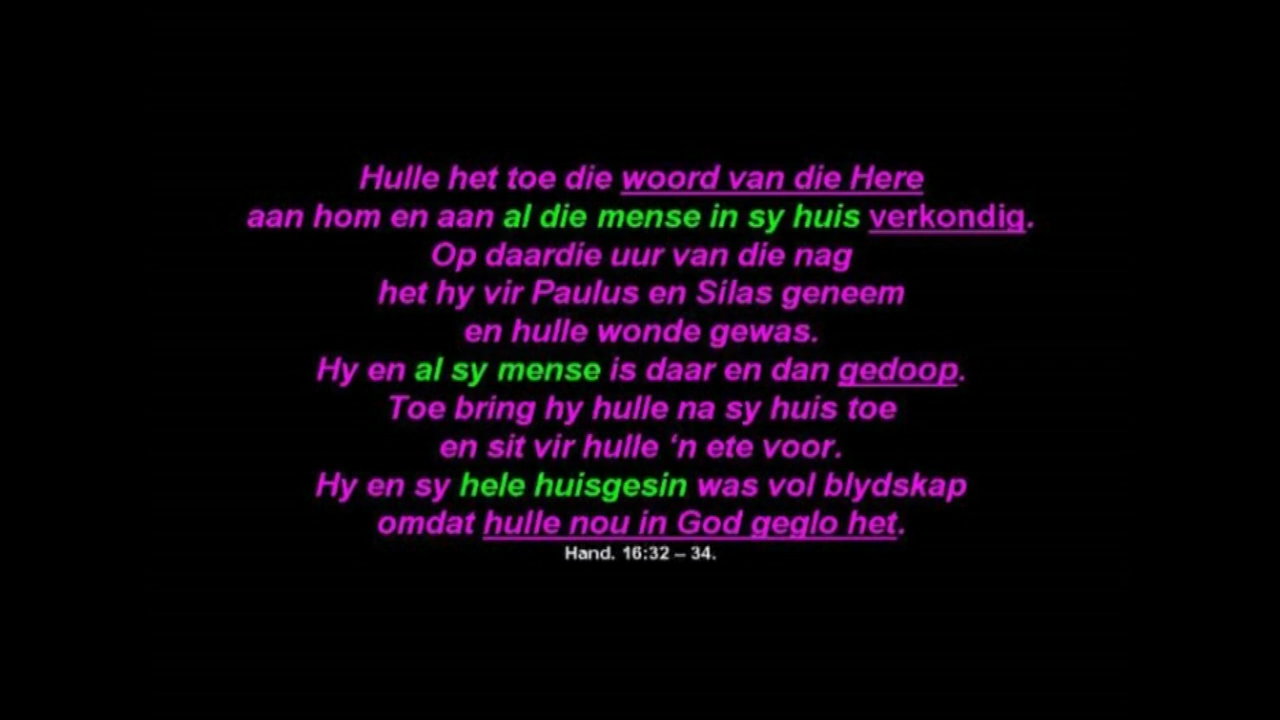 Hulle het toe die woord van die Here
aan hom en aan al die mense in sy huis verkondig.
Op daardie uur van die nag
het hy vir Paulus en Silas geneem
en hulle wonde gewas.
Hy en al sy mense is daar en dan gedoop.
Toe bring hy hulle na sy huis toe
en sit vir hulle ‘n ete voor.
Hy en sy hele huisgesin was vol blydskap
omdat hulle nou in God geglo het.
Hand. 16:32 – 34.